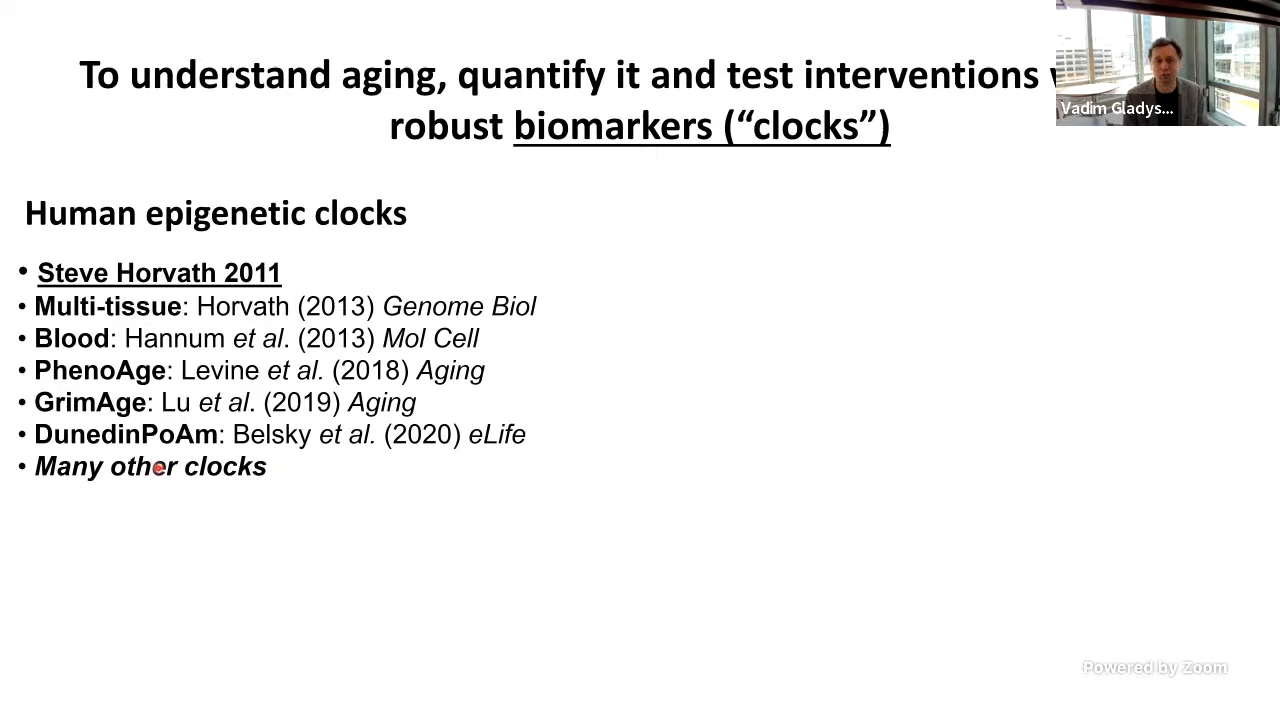 To understand aging, quantify it and test interventions
robust biomarkers (“clocks”)
Vadim Gladys...
Human epigenetic clocks
• Steve Horvath 2011
• Multi-tissue: Horvath (2013) Genome Biol
• Blood: Hannum et al. (2013) Mol Cell
• PhenoAge: Levine et al. (2018) Aging
• GrimAge: Lu et al. (2019) Aging
• DunedinPoAm: Belsky et al. (2020) eLife
• Many other clocks
Powered by Zoom